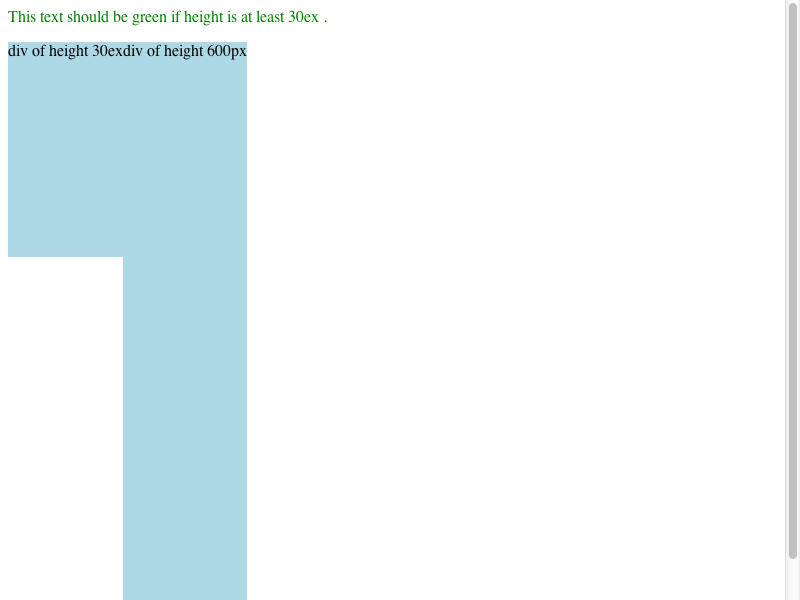 This text should be green if height is at least 30ex .
div of height 30exdiv of height 600px